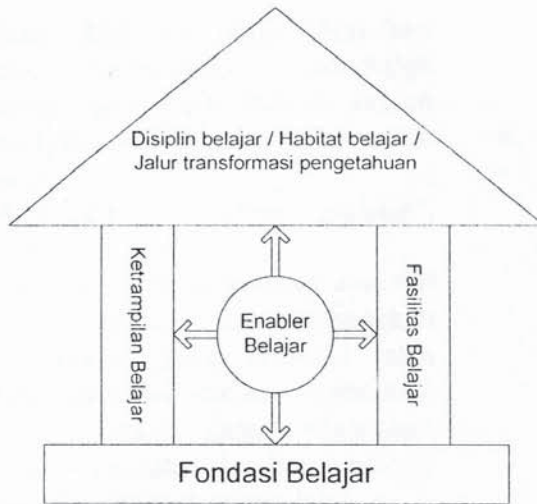 Disiplin belajar / Habitat belajar /
Jalur transformasi pengetahuan
Ketrampilan Belajar
Enabler
Belajar
Fasilitas Belajar
Fondasi Belajar